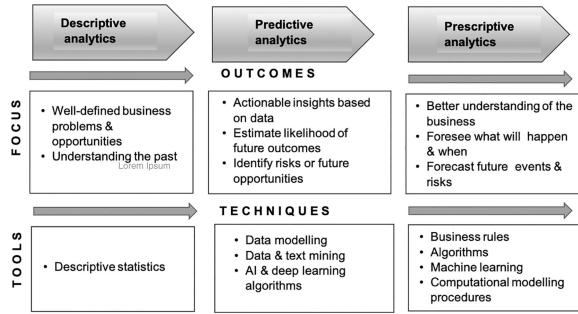 Descriptive
analytics
Predictive
analytics
Prescriptive
analytics
OUTCOMES
FOCUS
• Well-defined business
problems &
opportunities
• Understanding the past
Lorem Ipsum
• Actionable insights based
on data
• Estimate likelihood of
future outcomes
• Identify risks or future
opportunities
• Better understanding of the
business
• Foresee what will happen
& when
• Forecast future events &
risks
TECHNIQUES
TOOLS
• Descriptive statistics
• Data modelling
• Data & text mining
• AI & deep learning
algorithms
• Business rules
• Algorithms
• Machine learning
• Computational modelling
procedures